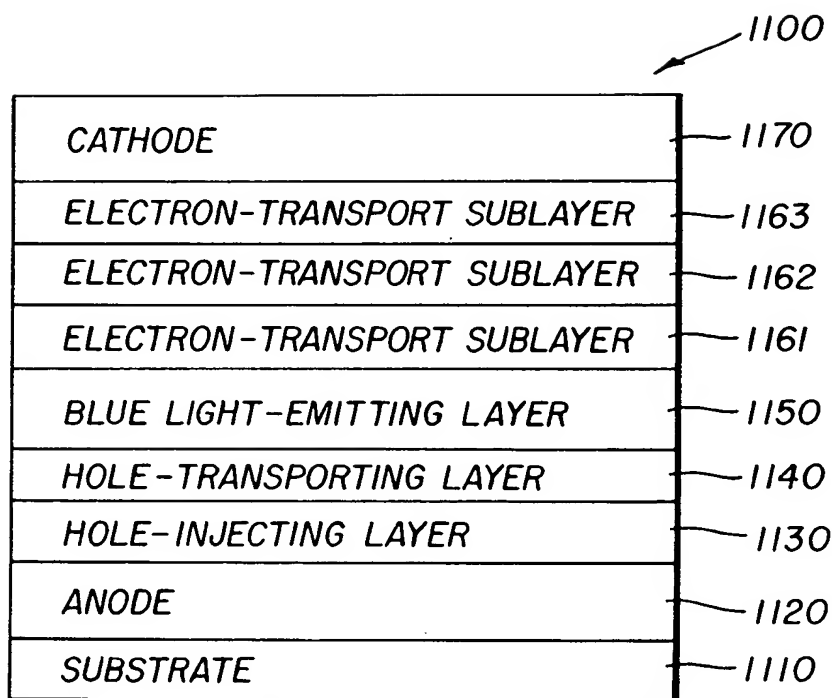 1100
CATHODE 1170
ELECTRON-TRANSPORT SUBLAYER 1163
ELECTRON-TRANSPORT SUBLAYER 1162
ELECTRON-TRANSPORT SUBLAYER 1161
BLUE LIGHT-EMITTING LAYER 1150
HOLE-TRANSPORTING LAYER 1140
HOLE-INJECTING LAYER 1130
ANODE 1120
SUBSTRATE 1110